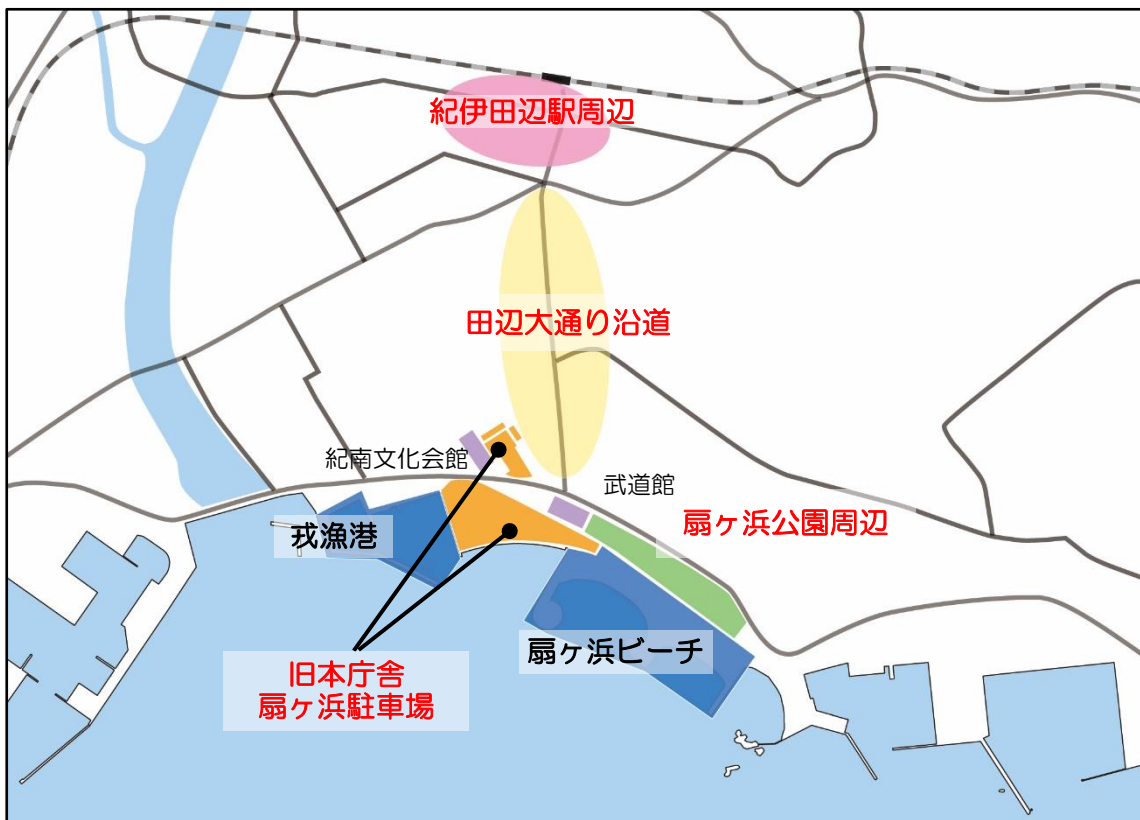 紀伊田辺駅周辺
田辺大通り沿道
紀南文化会館
武道館
扇ヶ浜公園周辺
戎漁港
扇ヶ浜ビーチ
旧本庁舎
扇ヶ浜駐車場